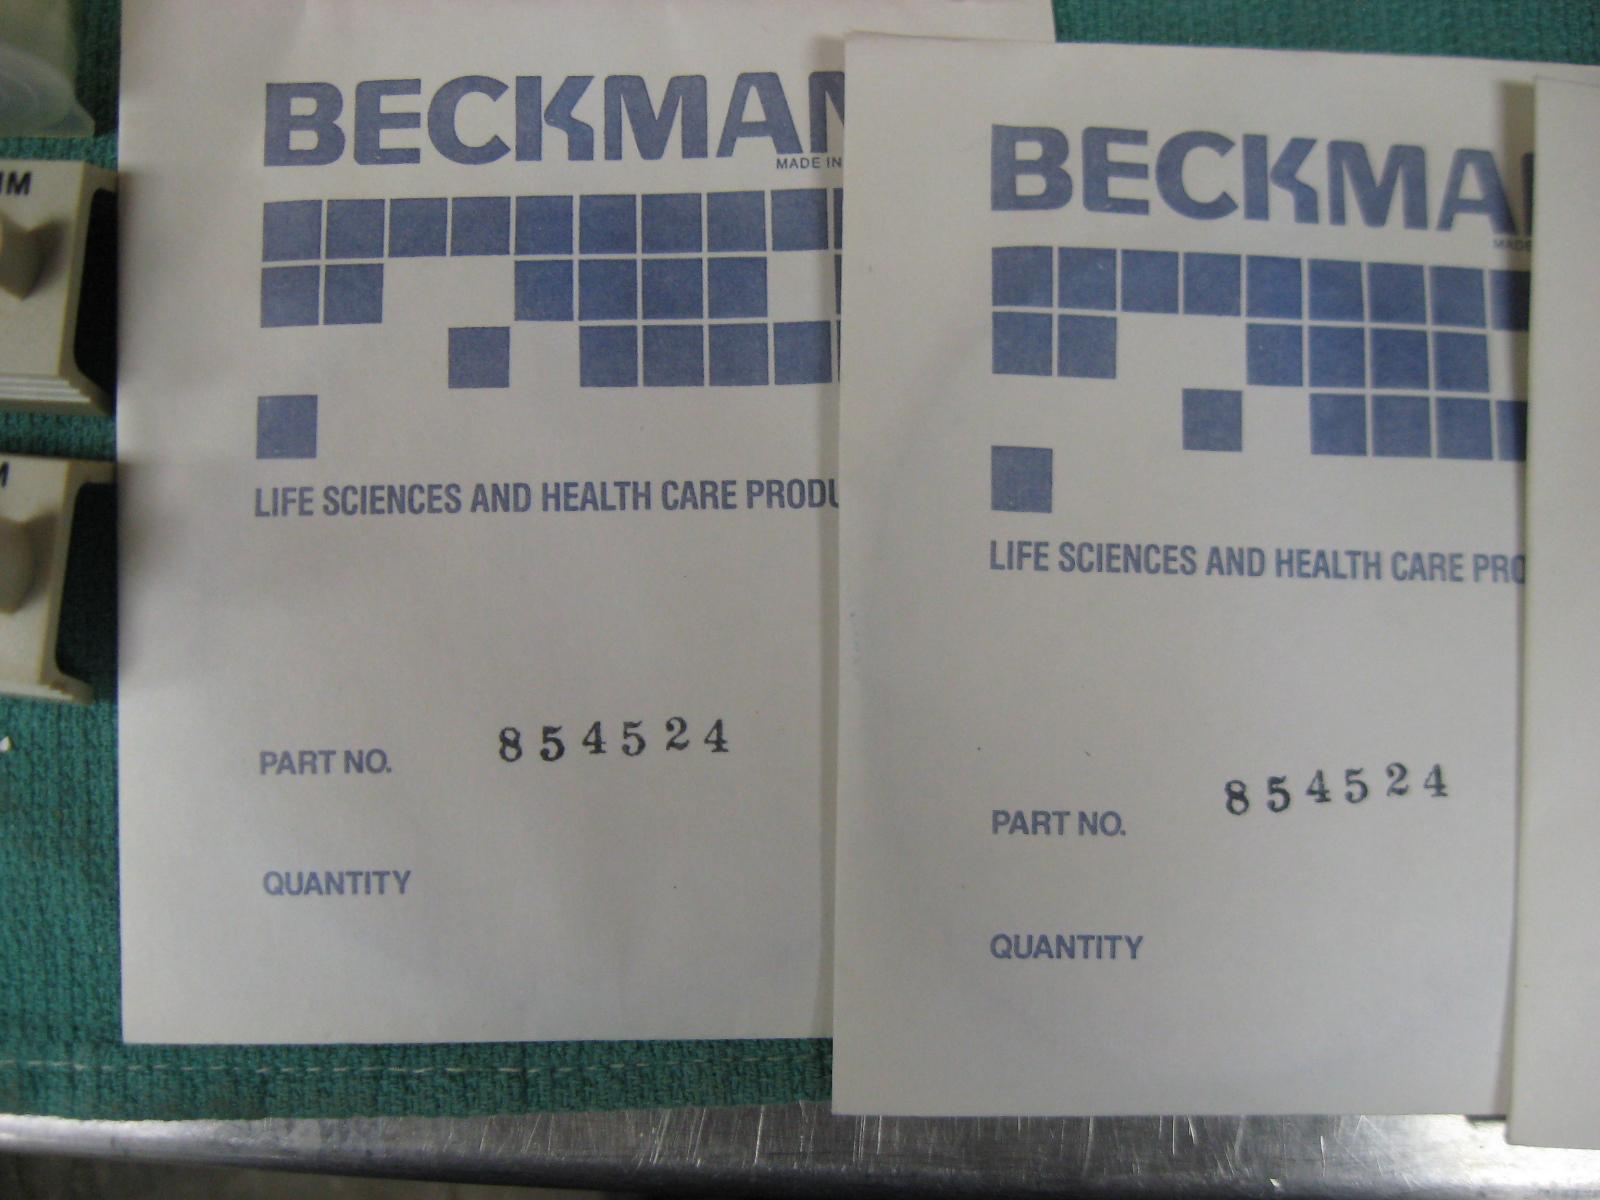 BECKMAN
MADE IN
LIFE SCIENCES AND HEALTH CARE PRODU
PART NO. 854524
QUANTITY
BECKMA
MADE
LIFE SCIENCES AND HEALTH CARE PRO
PART NO. 854524
QUANTITY
M